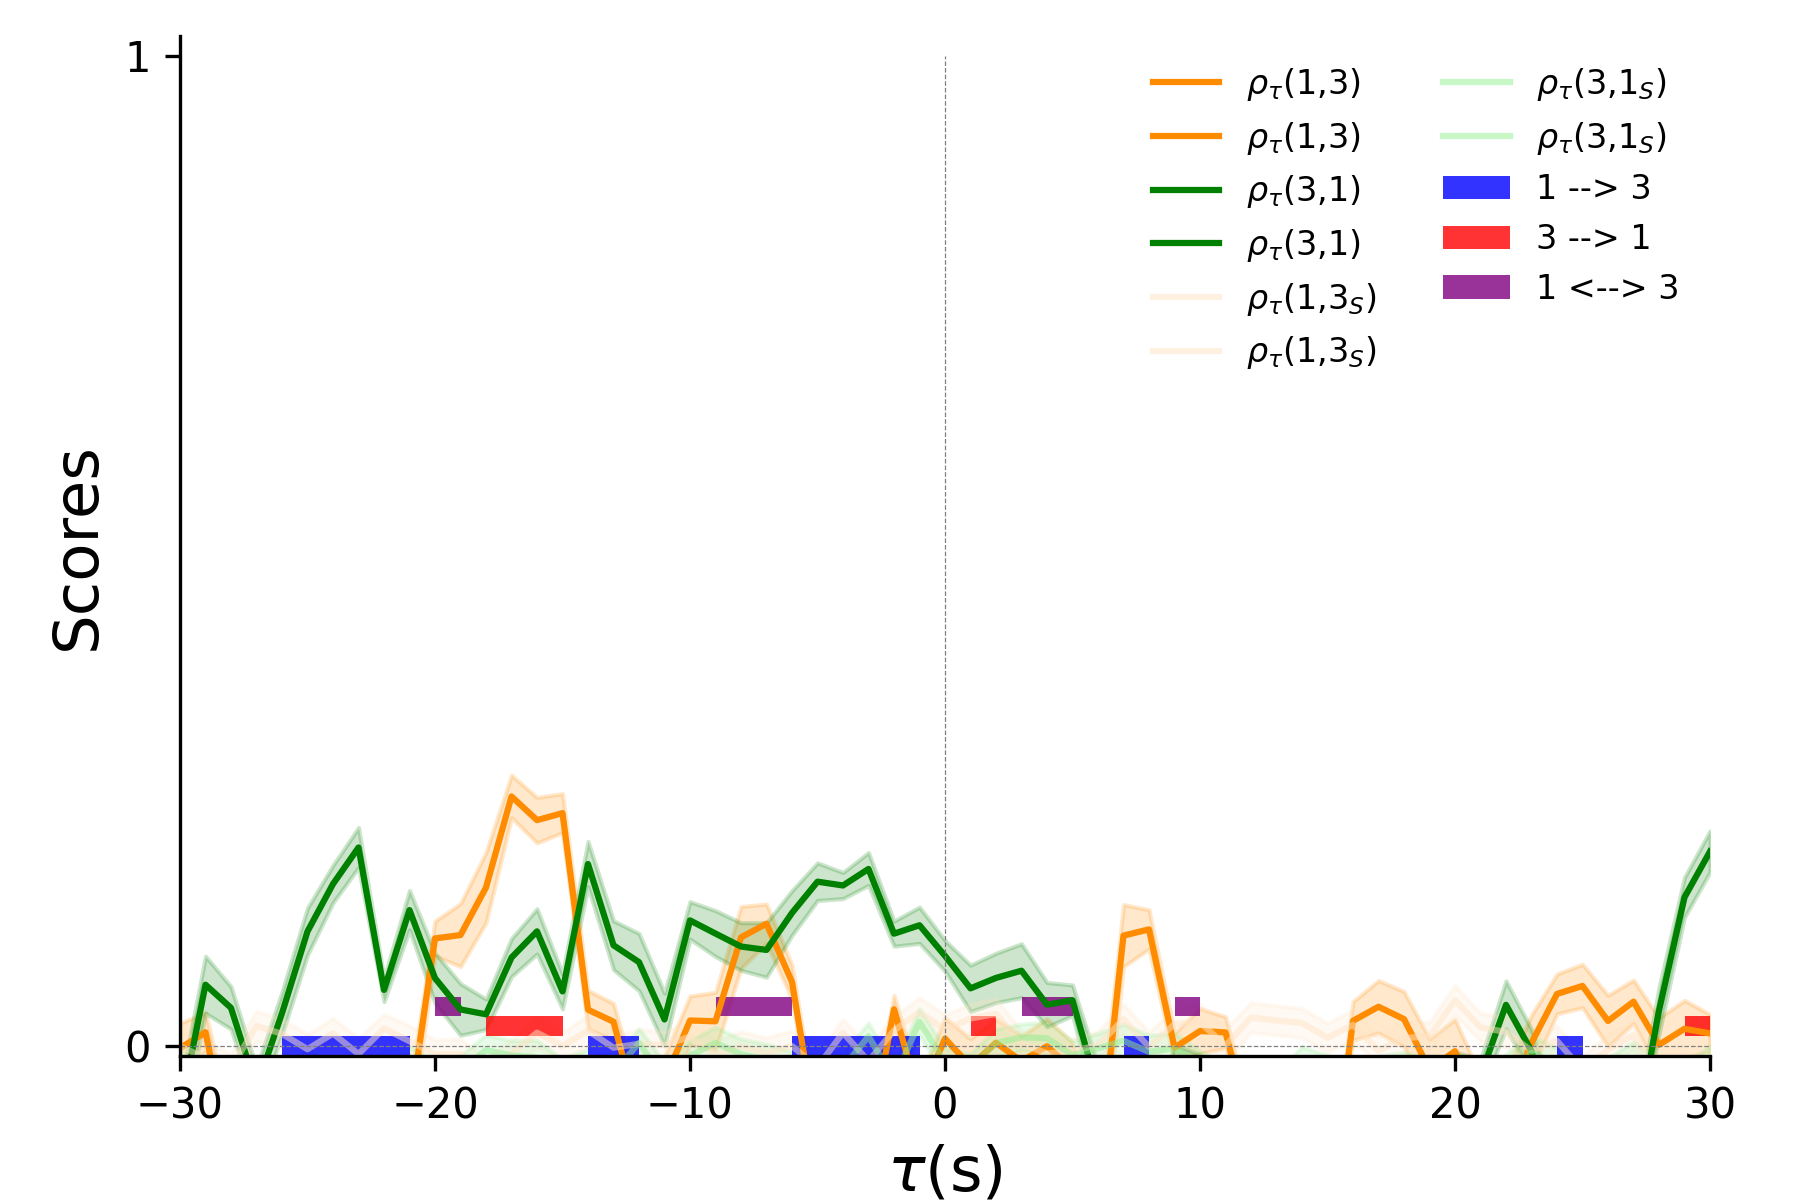 1
ρτ(1,3)
ρτ(1,3)
ρτ(3,1)
ρτ(3,1)
ρτ(1,3S)
ρτ(1,3S)
ρτ(3,1S)
ρτ(3,1S)
1 --> 3
3 --> 1
1 <--> 3
Scores
0
−30 −20 −10 0 10 20 30
τ(s)